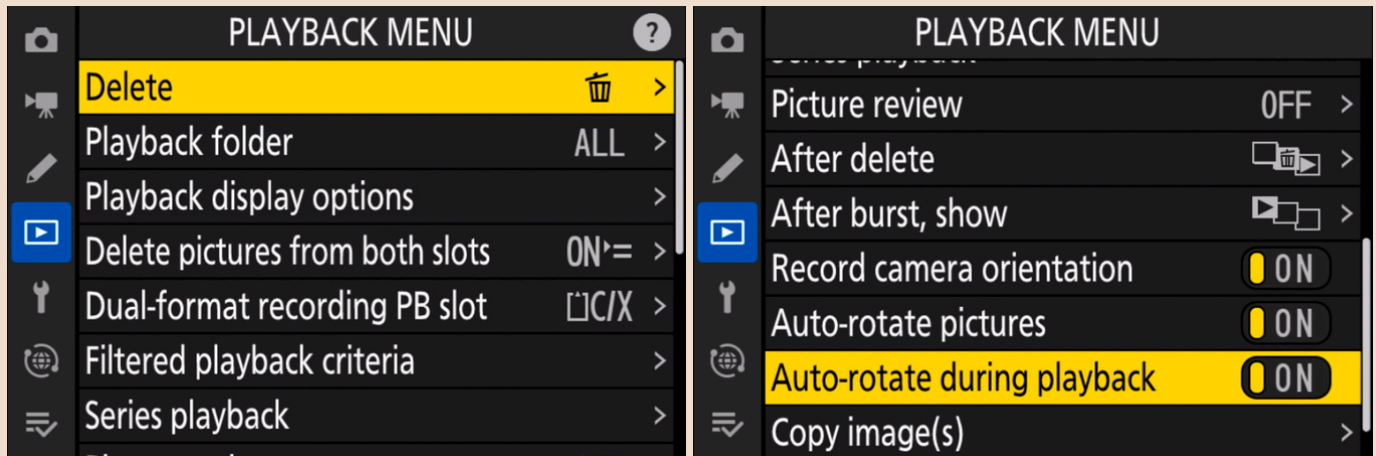 PLAYBACK MENU
?
Delete
Playback folder ALL
Playback display options
Delete pictures from both slots ON
Dual-format recording PB slot C/X
Filtered playback criteria
Series playback
PLAYBACK MENU
Series playback
Picture review OFF
After delete
After burst, show
Record camera orientation ON
Auto-rotate pictures ON
Auto-rotate during playback ON
Copy image(s)